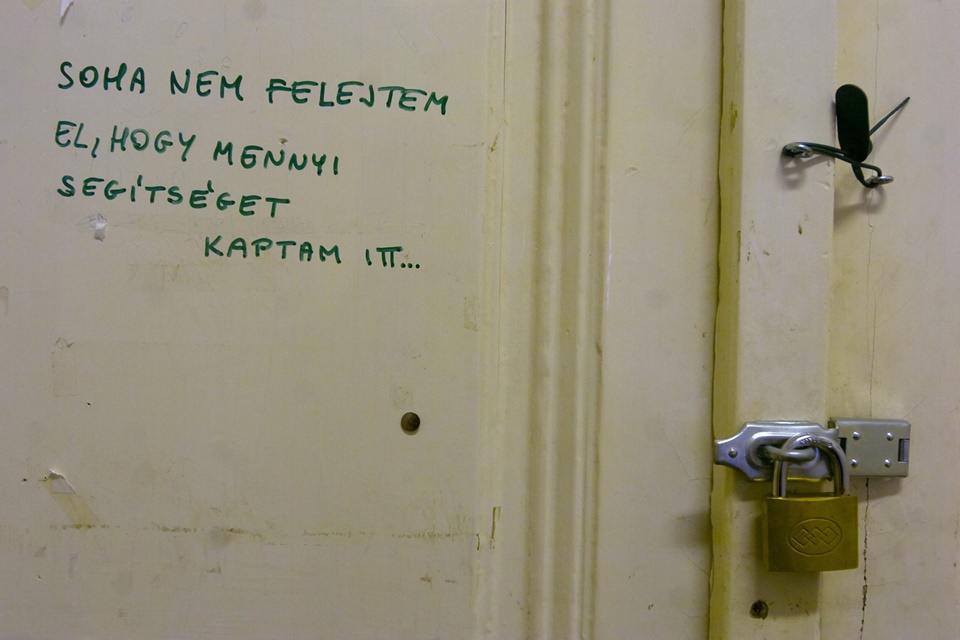 SOHA NEM FELEJTEM
EL, HOGY MENNYI
SEGÍTSÉGET
KAPTAM ITT...